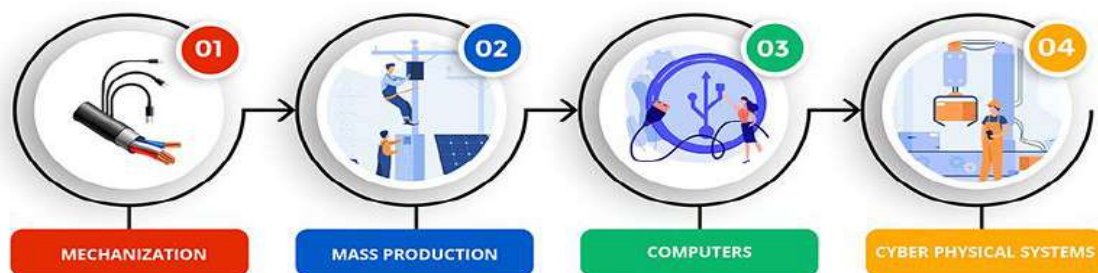 01
02
03
04
MECHANIZATION
MASS PRODUCTION
COMPUTERS
CYBER PHYSICAL SYSTEMS